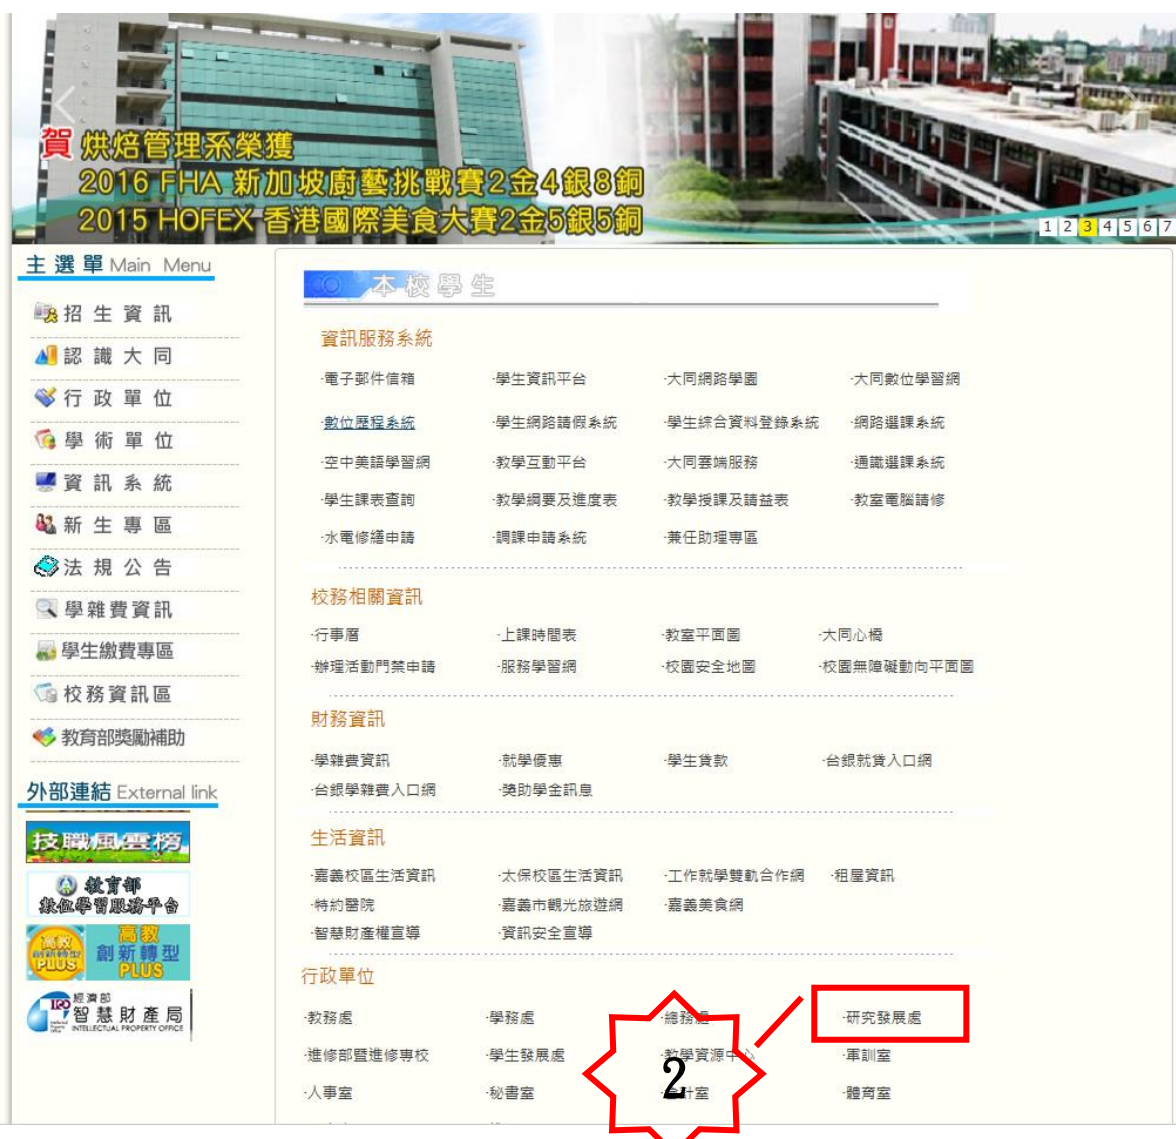 賀 烘焙管理系榮獲
2016 FHA 新加坡廚藝挑戰賽2金4銀8銅
2015 HOFEX 香港國際美食大賽2金5銀5銅
1 2 3 4 5 6 7
主選單 Main Menu
招生資訊
認識大同
行政單位
學術單位
資訊系統
新生專區
法規公告
學雜費資訊
學生繳費專區
校務資訊區
教育部獎勵補助
外部連結 External link
技職風雲榜
教育部
數位學習服務平台
高教
創新轉型
PLUS
高教
創新轉型
PLUS
經濟部
智慧財產局
INTELLECTUAL PROPERTY OFFICE
本校學生
資訊服務系統
·電子郵件信箱 ·學生資訊平台 ·大同網路學園 ·大同數位學習網
·數位歷程系統 ·學生網路請假系統 ·學生綜合資料登錄系統 ·網路選課系統
·空中美語學習網 ·教學互動平台 ·大同雲端服務 ·通識選課系統
·學生課表查詢 ·教學綱要及進度表 ·教學授課及請益表 ·教室電腦請修
·水電修繕申請 ·調課申請系統 ·兼任助理專區
校務相關資訊
·行事曆 ·上課時間表 ·教室平面圖 ·大同心橋
·辦理活動門禁申請 ·服務學習網 ·校園安全地圖 ·校園無障礙動向平面圖
財務資訊
·學雜費資訊 ·就學優惠 ·學生貸款 ·台銀就貸入口網
·台銀學雜費入口網 ·獎助學金訊息
生活資訊
·嘉義校區生活資訊 ·太保校區生活資訊 ·工作就學雙軌合作網 ·租屋資訊
·特約醫院 ·嘉義市觀光旅遊網 ·嘉義美食網
·智慧財產權宣導 ·資訊安全宣導
行政單位
·教務處 ·學務處 ·總務處 ·研究發展處
·進修部暨進修專校 ·學生發展處 ·教學資源中心 ·軍訓室
·人事室 ·秘書室 ·會計室 ·體育室
2